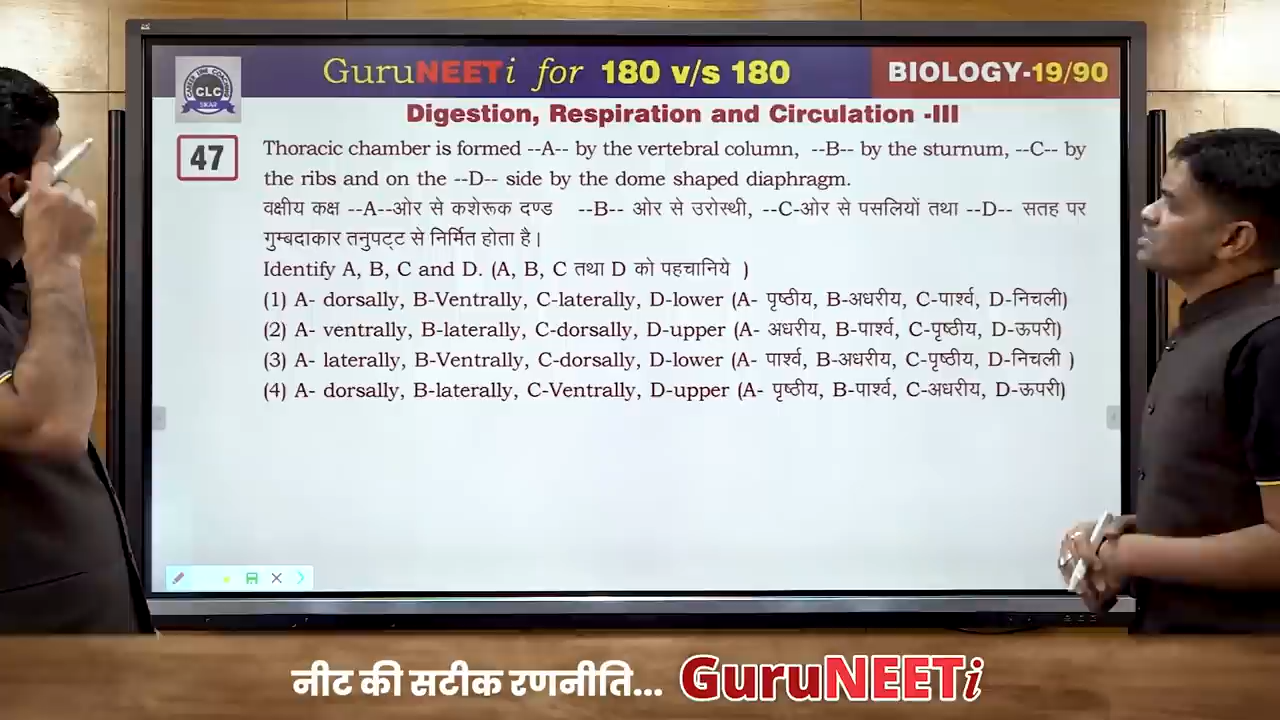 GuruNEETi for 180 v/s 180
BIOLOGY-19/90
CLC
SIKAR
Digestion, Respiration and Circulation -III
47
Thoracic chamber is formed --A-- by the vertebral column, --B-- by the sturnum, --C-- by
the ribs and on the --D-- side by the dome shaped diaphragm.
वक्षीय कक्ष --A--ओर से कशेरूक दण्ड --B-- ओर से उरोस्थी, --C-ओर से पसलियों तथा --D-- सतह पर
गुम्बदाकार तनुपट्ट से निर्मित होता है।
Identify A, B, C and D. (A, B, C तथा D को पहचानिये )
(1) A- dorsally, B-Ventrally, C-laterally, D-lower (A- पृष्ठीय, B-अधरीय, C-पार्श्व, D-निचली)
(2) A- ventrally, B-laterally, C-dorsally, D-upper (A- अधरीय, B-पार्श्व, C-पृष्ठीय, D-ऊपरी)
(3) A- laterally, B-Ventrally, C-dorsally, D-lower (A- पार्श्व, B-अधरीय, C-पृष्ठीय, D-निचली )
(4) A- dorsally, B-laterally, C-Ventrally, D-upper (A- पृष्ठीय, B-पार्श्व, C-अधरीय, D-ऊपरी)
नीट की सटीक रणनीति... GuruNEETi